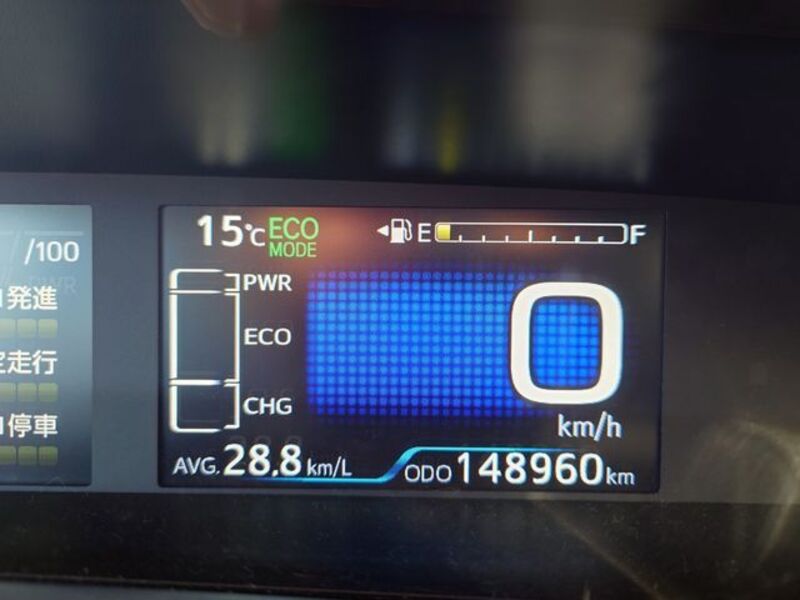 15℃ ECO MODE E F
/100
PWR
発進
ECO
走行
CHG
停車
0
km/h
AVG. 28.8 km/L ODO 148960 km